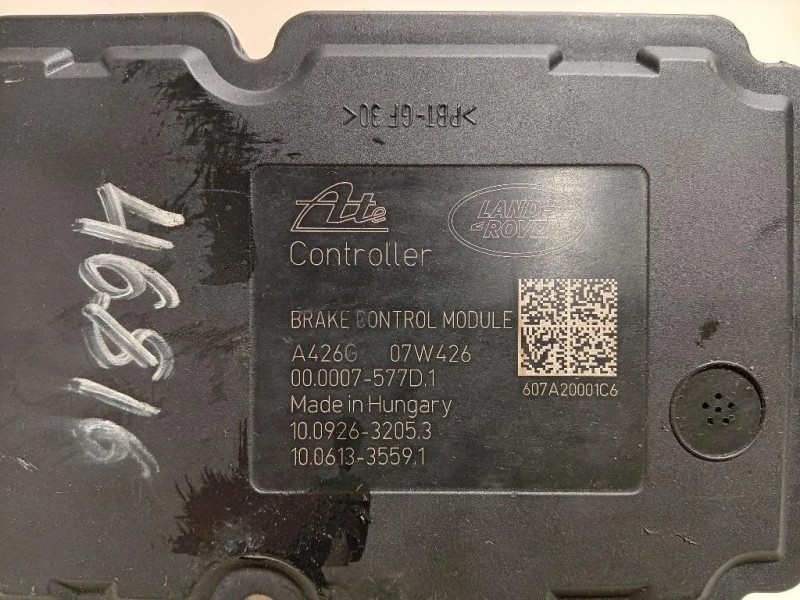 >PBT-GF30<
Ate
LAND-
-ROVER
Controller
BRAKE CONTROL MODULE
A426G 07W426
00.0007-577D.1
607A20001C6
Made in Hungary
10.0926-3205.3
10.0613-3559.1